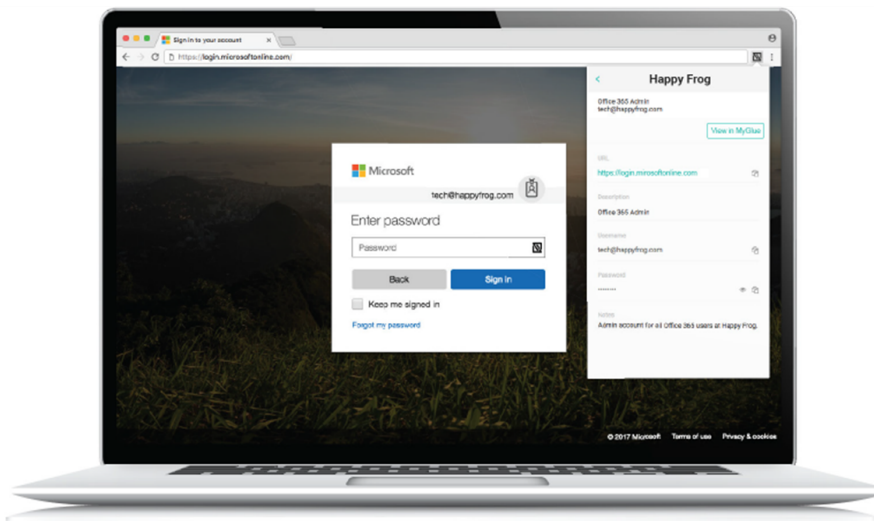 Sign in to your account
https://login.microsoftonline.com/
Happy Frog
Office 365 Admin
tech@happyfrog.com
View in MyGlue
URL
https://login.mirosoftonline.com
Description
Office 365 Admin
Username
tech@happyfrog.com
Password
········
Notes
Admin account for all Office 365 users at Happy Frog.
Microsoft
tech@happyfrog.com
Enter password
Password
Back Sign in
Keep me signed in
Forgot my password
© 2017 Microsoft Terms of use Privacy & cookies